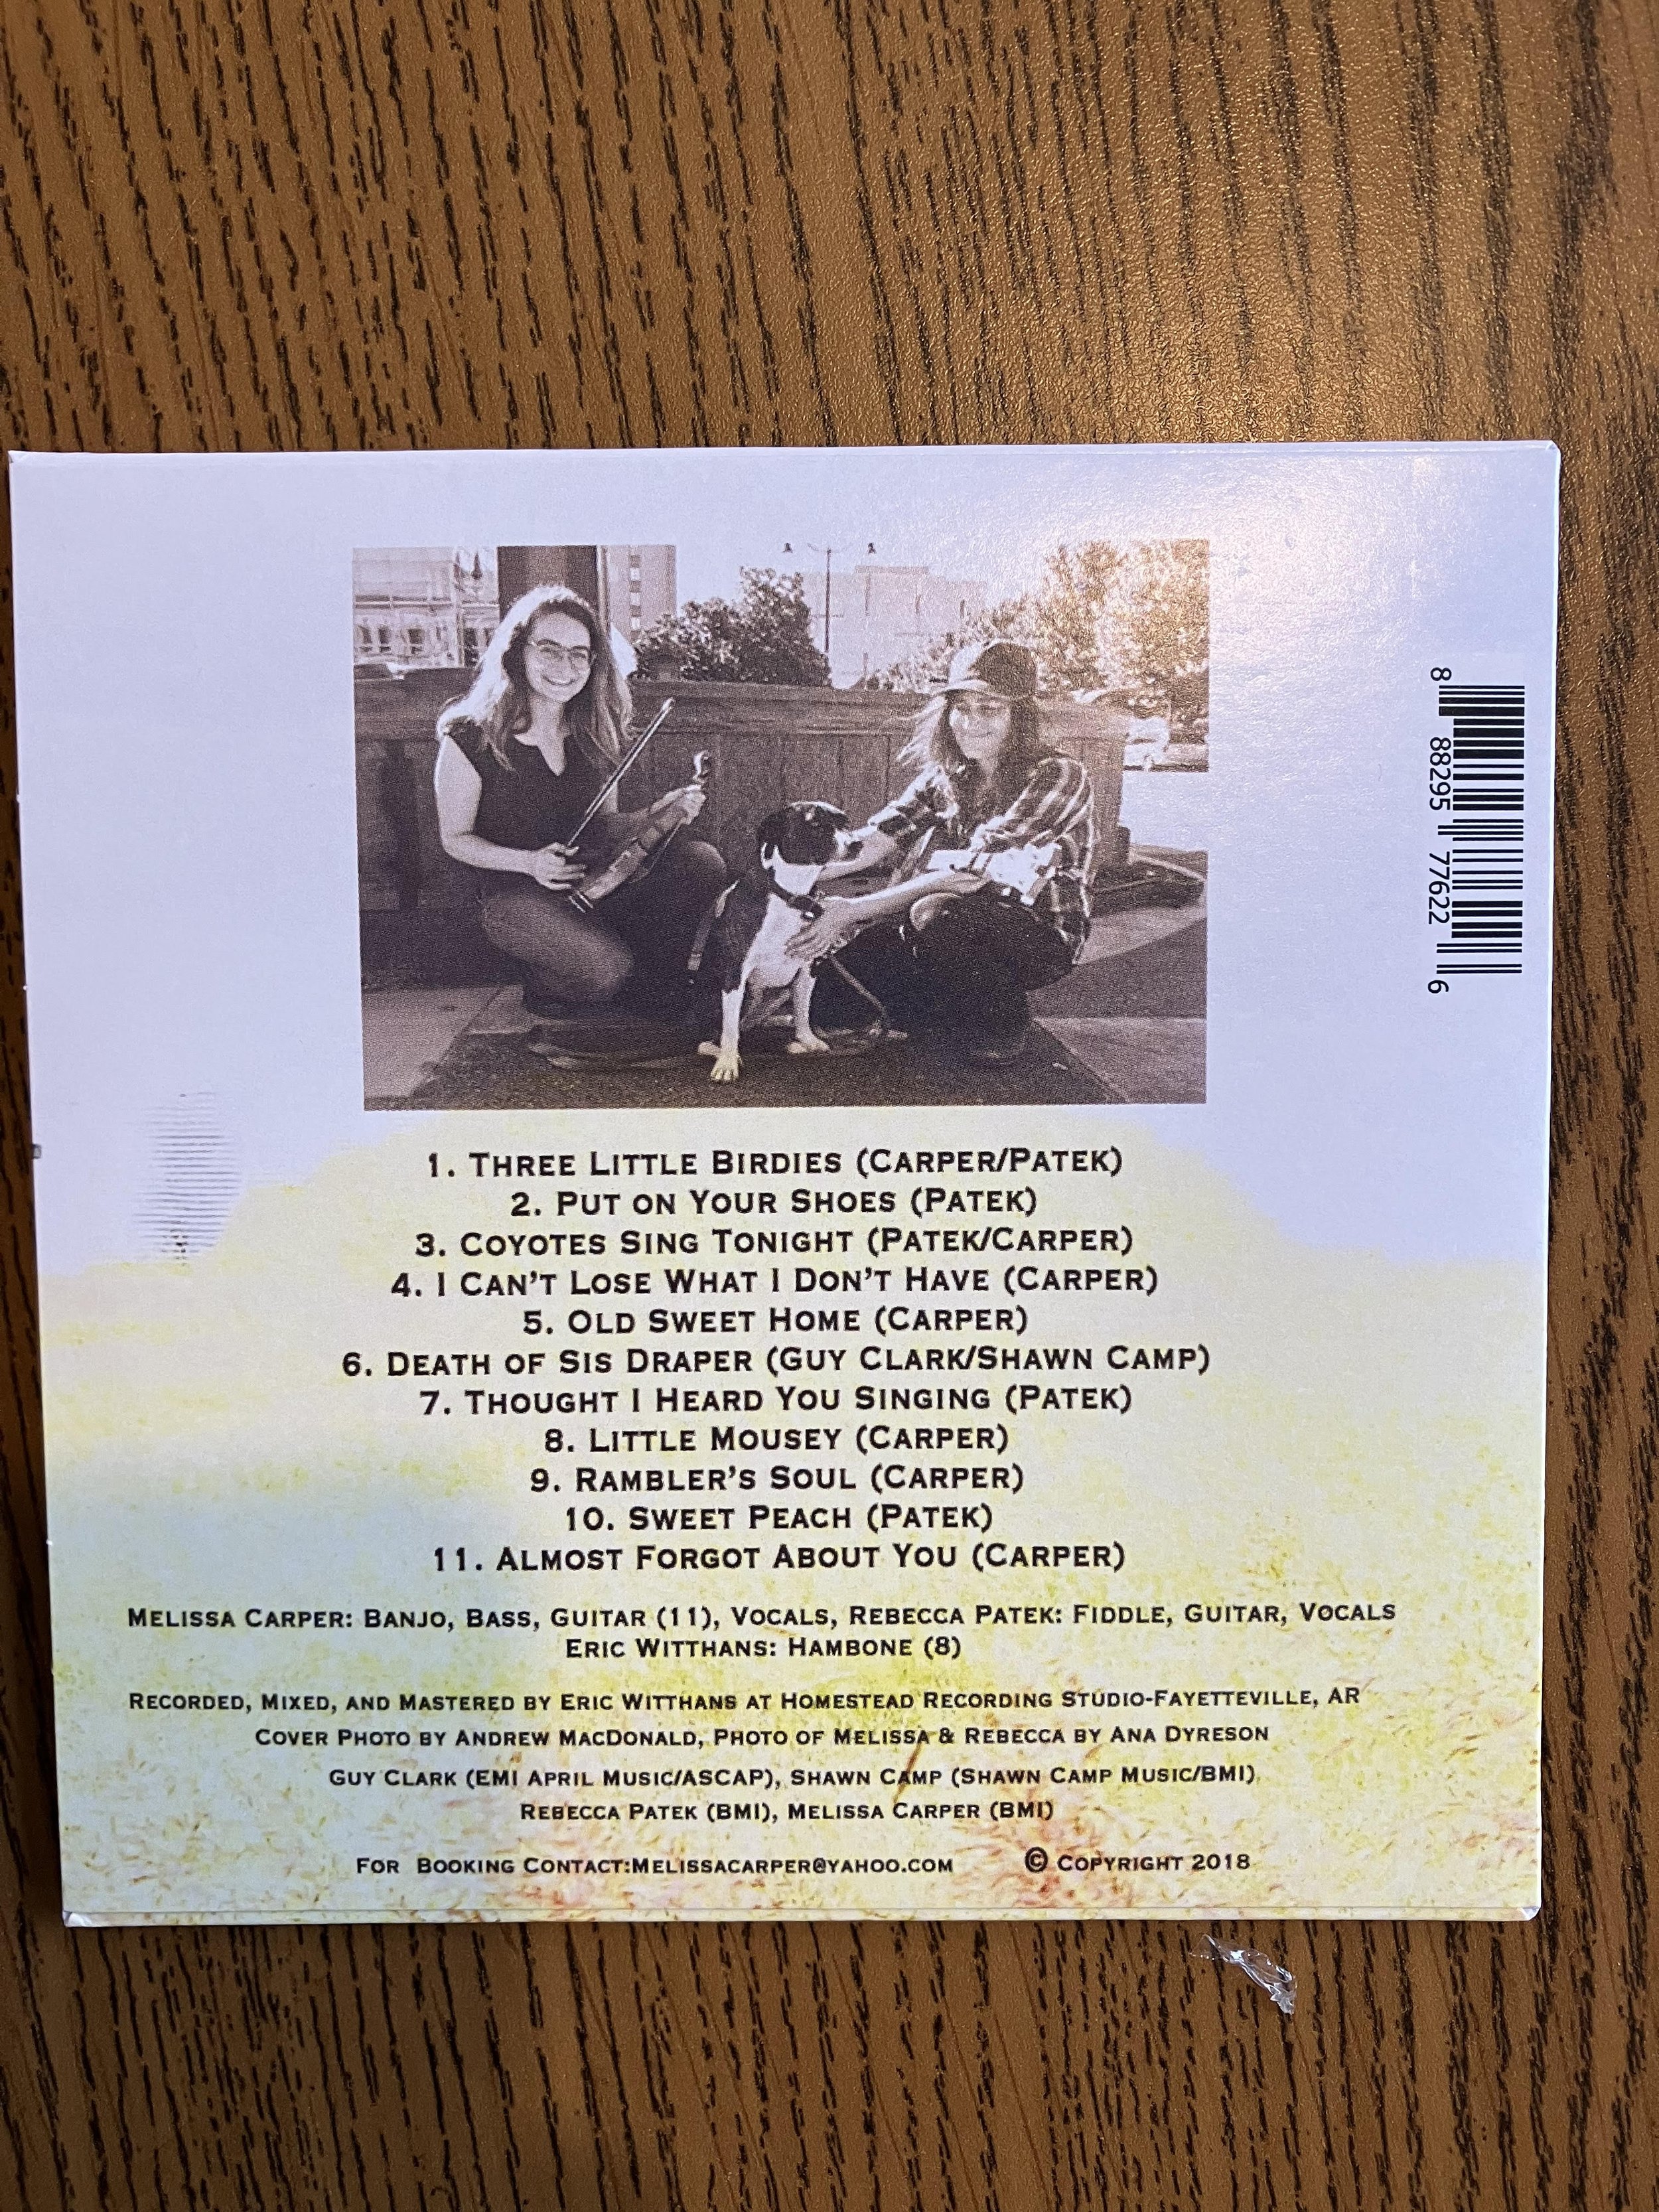 8 88295 77622 6
1. THREE LITTLE BIRDIES (CARPER/PATEK)
2. PUT ON YOUR SHOES (PATEK)
3. COYOTES SING TONIGHT (PATEK/CARPER)
4. I CAN'T LOSE WHAT I DON'T HAVE (CARPER)
5. OLD SWEET HOME (CARPER)
6. DEATH OF SIS DRAPER (GUY CLARK/SHAWN CAMP)
7. THOUGHT I HEARD YOU SINGING (PATEK)
8. LITTLE MOUSEY (CARPER)
9. RAMBLER'S SOUL (CARPER)
10. SWEET PEACH (PATEK)
11. ALMOST FORGOT ABOUT YOU (CARPER)
MELISSA CARPER: BANJO, BASS, GUITAR (11), VOCALS, REBECCA PATEK: FIDDLE, GUITAR, VOCALS
ERIC WITTHANS: HAMBONE (8)
RECORDED, MIXED, AND MASTERED BY ERIC WITTHANS AT HOMESTEAD RECORDING STUDIO-FAYETTEVILLE, AR
COVER PHOTO BY ANDREW MACDONALD, PHOTO OF MELISSA & REBECCA BY ANA DYRESON
GUY CLARK (EMI APRIL MUSIC/ASCAP), SHAWN CAMP (SHAWN CAMP MUSIC/BMI),
REBECCA PATEK (BMI), MELISSA CARPER (BMI)
FOR BOOKING CONTACT:MELISSACARPER@YAHOO.COM © COPYRIGHT 2018